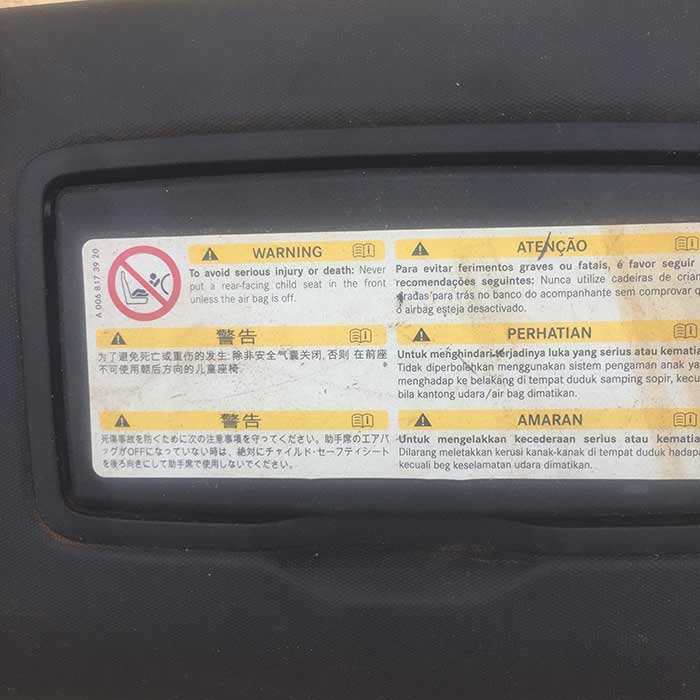 A 006 817 39 20
WARNING
To avoid serious injury or death: Never
put a rear-facing child seat in the front
unless the air bag is off.
ATENÇÃO
Para evitar ferimentos graves ou fatais, é favor seguir
recomendações seguintes: Nunca utilize cadeiras de
para trás no banco do acompanhante sem comprovar
o airbag esteja desactivado.
警告
为了避免死亡或重伤的发生: 除非安全气囊关闭, 否则 在前座
不可使用朝后方向的儿童座椅.
PERHATIAN
Untuk menghindari terjadinya luka yang serius atau
Tidak diperbolehkan menggunakan sistem pengaman anak
menghadap ke belakang di tempat duduk samping sopir,
bila kantong udara/air bag dimatikan.
警告
死傷事故を防ぐために次の注意事項を守ってください。助手席のエアバ
ッグがOFFになっていない時は、絶対にチャイルド・セーフティシート
を後ろ向きにして助手席で使用しないでください。
AMARAN
Untuk mengelakkan kecederaan serius atau
Dilarang meletakkan kerusi kanak-kanak di tempat duduk
kecuali beg keselamatan udara dimatikan.